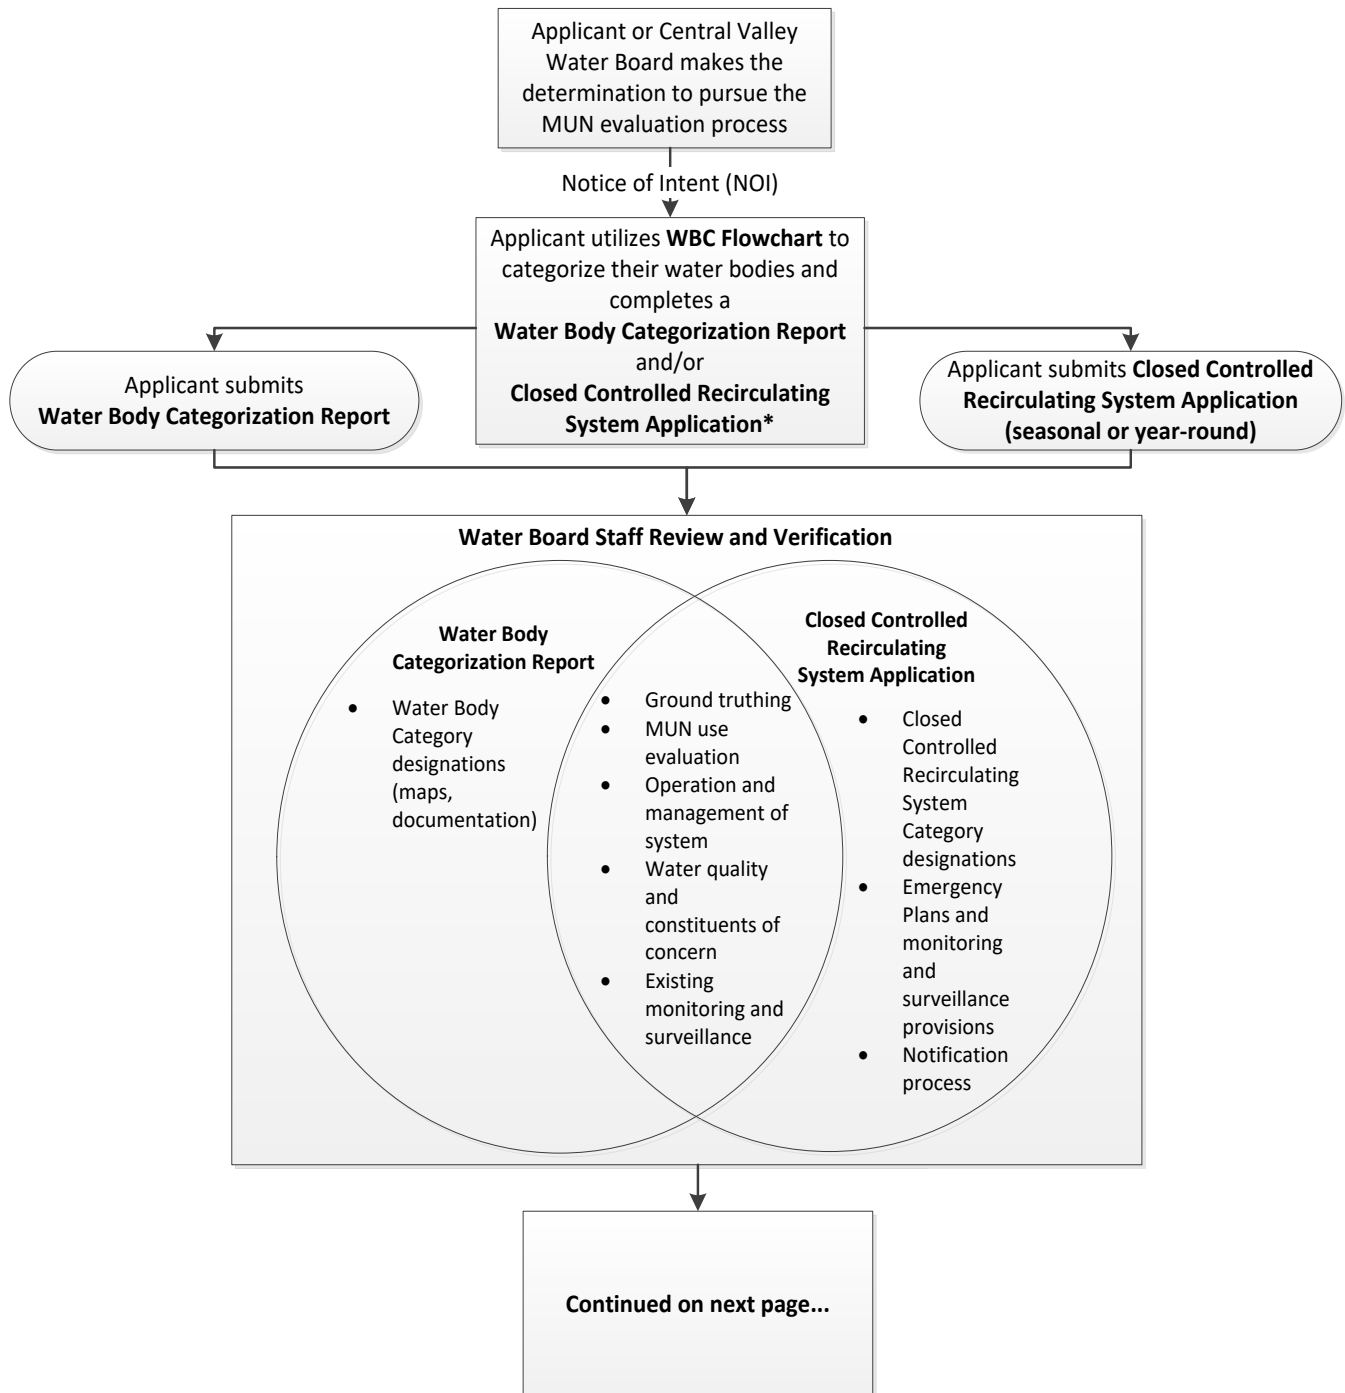 Applicant or Central Valley
Water Board makes the
determination to pursue the
MUN evaluation process
Notice of Intent (NOI)
Applicant utilizes WBC Flowchart to
categorize their water bodies and
completes a
Water Body Categorization Report
and/or
Closed Controlled Recirculating
System Application*
Applicant submits
Water Body Categorization Report
Applicant submits Closed Controlled
Recirculating System Application
(seasonal or year-round)
Water Board Staff Review and Verification
Water Body
Categorization Report
• Water Body
Category
designations
(maps,
documentation)
• Ground truthing
• MUN use
evaluation
• Operation and
management of
system
• Water quality
and
constituents of
concern
• Existing
monitoring and
surveillance
Closed Controlled
Recirculating
System Application
• Closed
Controlled
Recirculating
System
Category
designations
• Emergency
Plans and
monitoring
and
surveillance
provisions
• Notification
process
Continued on next page...